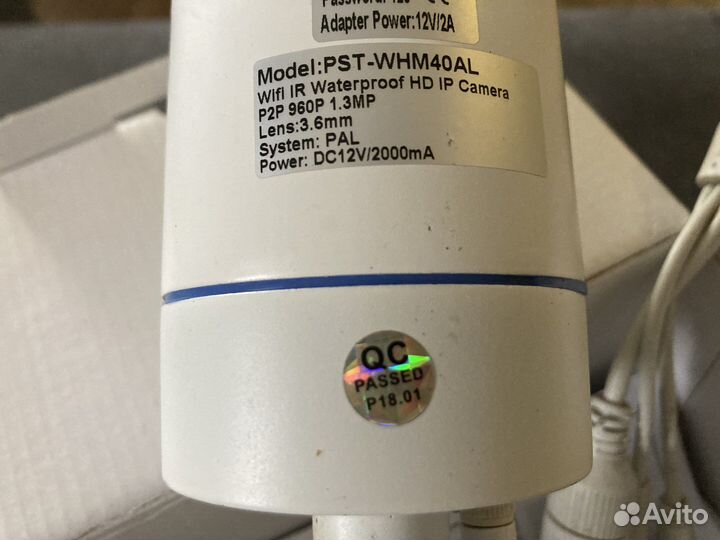 Adapter Power:12V/2A
Model:PST-WHM40AL
Wifi IR Waterproof HD IP Camera
P2P 960P 1.3MP
Lens:3.6mm
System: PAL
Power: DC12V/2000mA
QC
PASSED
P18.01
Avito